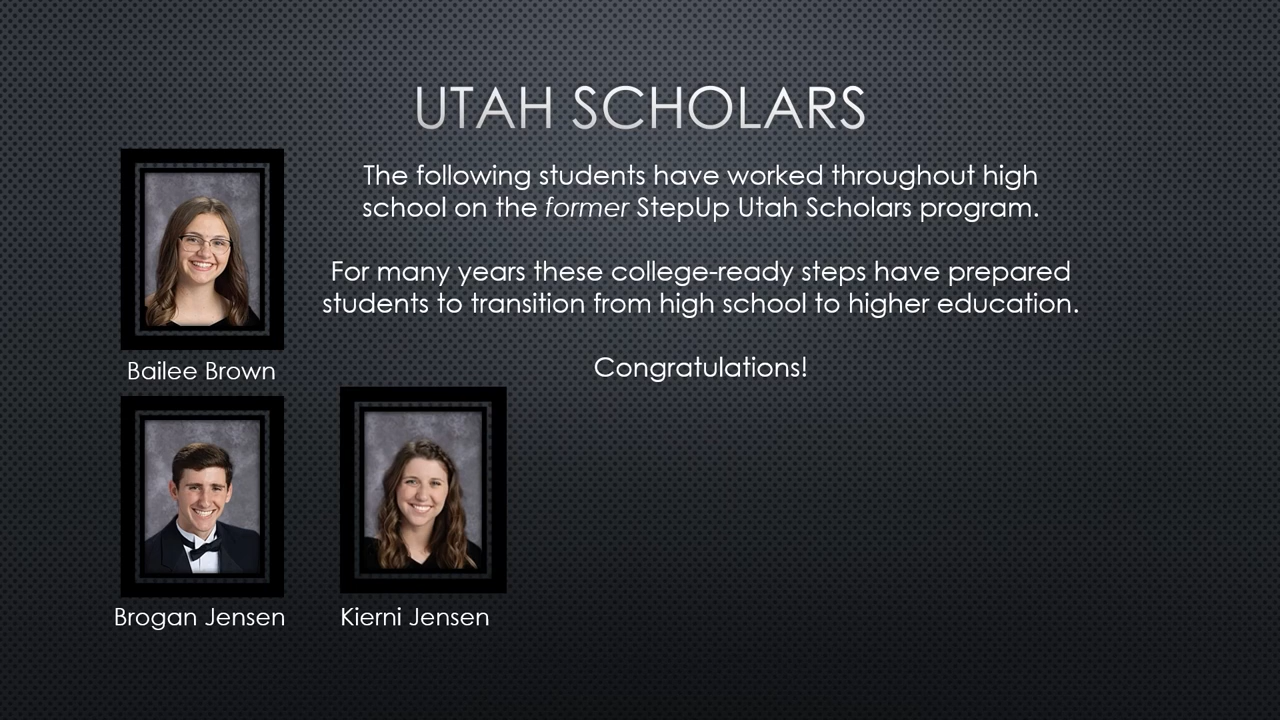 UTAH SCHOLARS
The following students have worked throughout high
school on the former StepUp Utah Scholars program.
For many years these college-ready steps have prepared
students to transition from high school to higher education.
Congratulations!
Bailee Brown
Brogan Jensen
Kierni Jensen